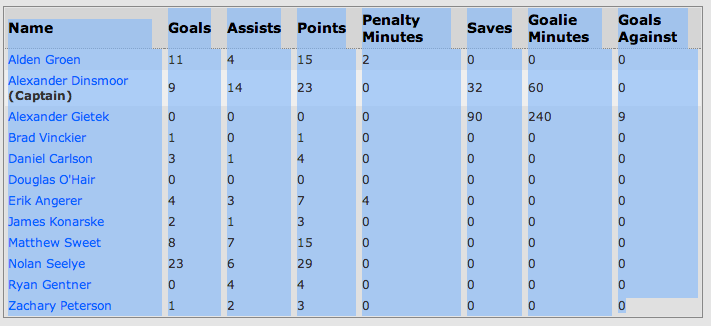 Name Goals Assists Points Penalty Minutes Saves Goalie Minutes Goals Against
Alden Groen 11 4 15 2 0 0 0
Alexander Dinsmoor (Captain) 9 14 23 0 32 60 0
Alexander Gietek 0 0 0 0 90 240 9
Brad Vinckier 1 0 1 0 0 0 0
Daniel Carlson 3 1 4 0 0 0 0
Douglas O'Hair 0 0 0 0 0 0 0
Erik Angerer 4 3 7 4 0 0 0
James Konarske 2 1 3 0 0 0 0
Matthew Sweet 8 7 15 0 0 0 0
Nolan Seelye 23 6 29 0 0 0 0
Ryan Gentner 0 4 4 0 0 0 0
Zachary Peterson 1 2 3 0 0 0 0